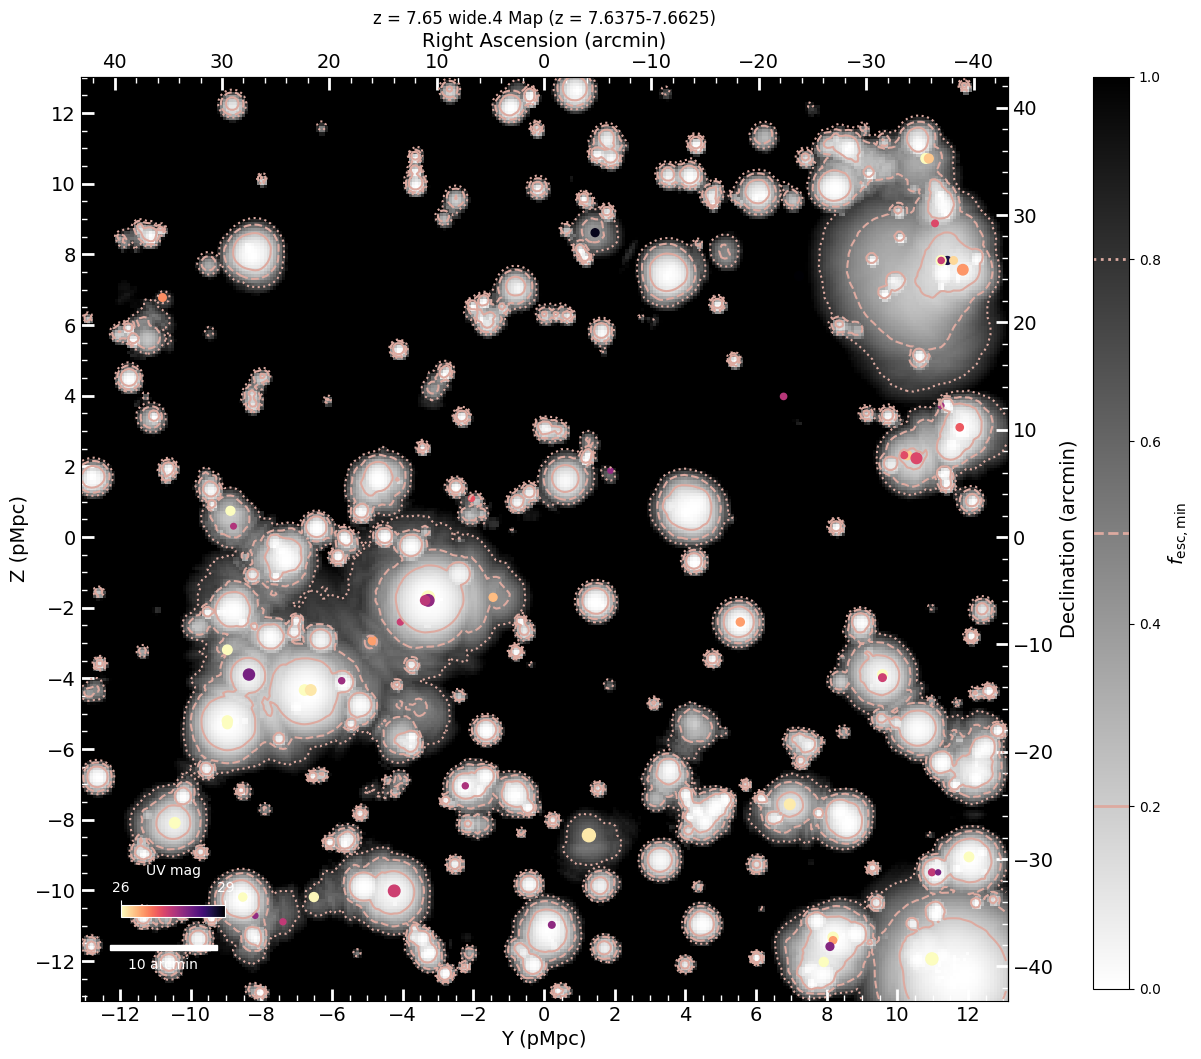 z = 7.65 wide.4 Map (z = 7.6375-7.6625)
Right Ascension (arcmin)
40 30 20 10 0 −10 −20 −30 −40
12 10 8 6 4 2 0 −2 −4 −6 −8 −10 −12
Z (pMpc)
40 30 20 10 0 −10 −20 −30 −40
Declination (arcmin)
1.0 0.8 0.6 0.4 0.2 0.0
fesc,min
UV mag
26 29
10 arcmin
−12 −10 −8 −6 −4 −2 0 2 4 6 8 10 12
Y (pMpc)